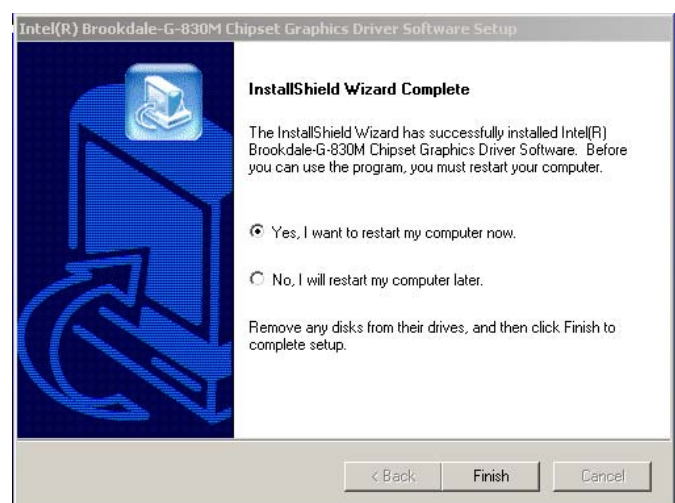 Intel(R) Brookdale-G-830M Chipset Graphics Driver Software Setup
InstallShield Wizard Complete
The InstallShield Wizard has successfully installed Intel(R)
Brookdale-G-830M Chipset Graphics Driver Software. Before
you can use the program, you must restart your computer.
Yes, I want to restart my computer now.
No, I will restart my computer later.
Remove any disks from their drives, and then click Finish to
complete setup.
< Back
Finish
Cancel